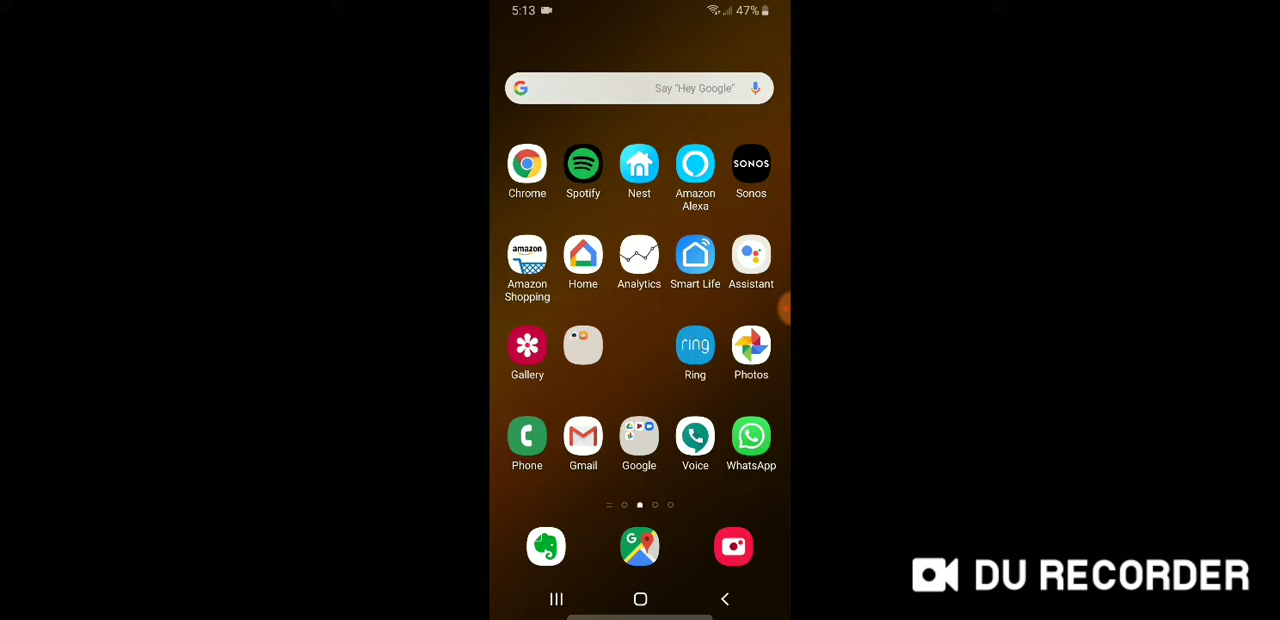 5:13 47%
Say "Hey Google"
SONOS
Chrome Spotify Nest Amazon Alexa Sonos
amazon
Amazon Shopping Home Analytics Smart Life Assistant
ring
Gallery Ring Photos
Phone Gmail Google Voice WhatsApp
DU RECORDER